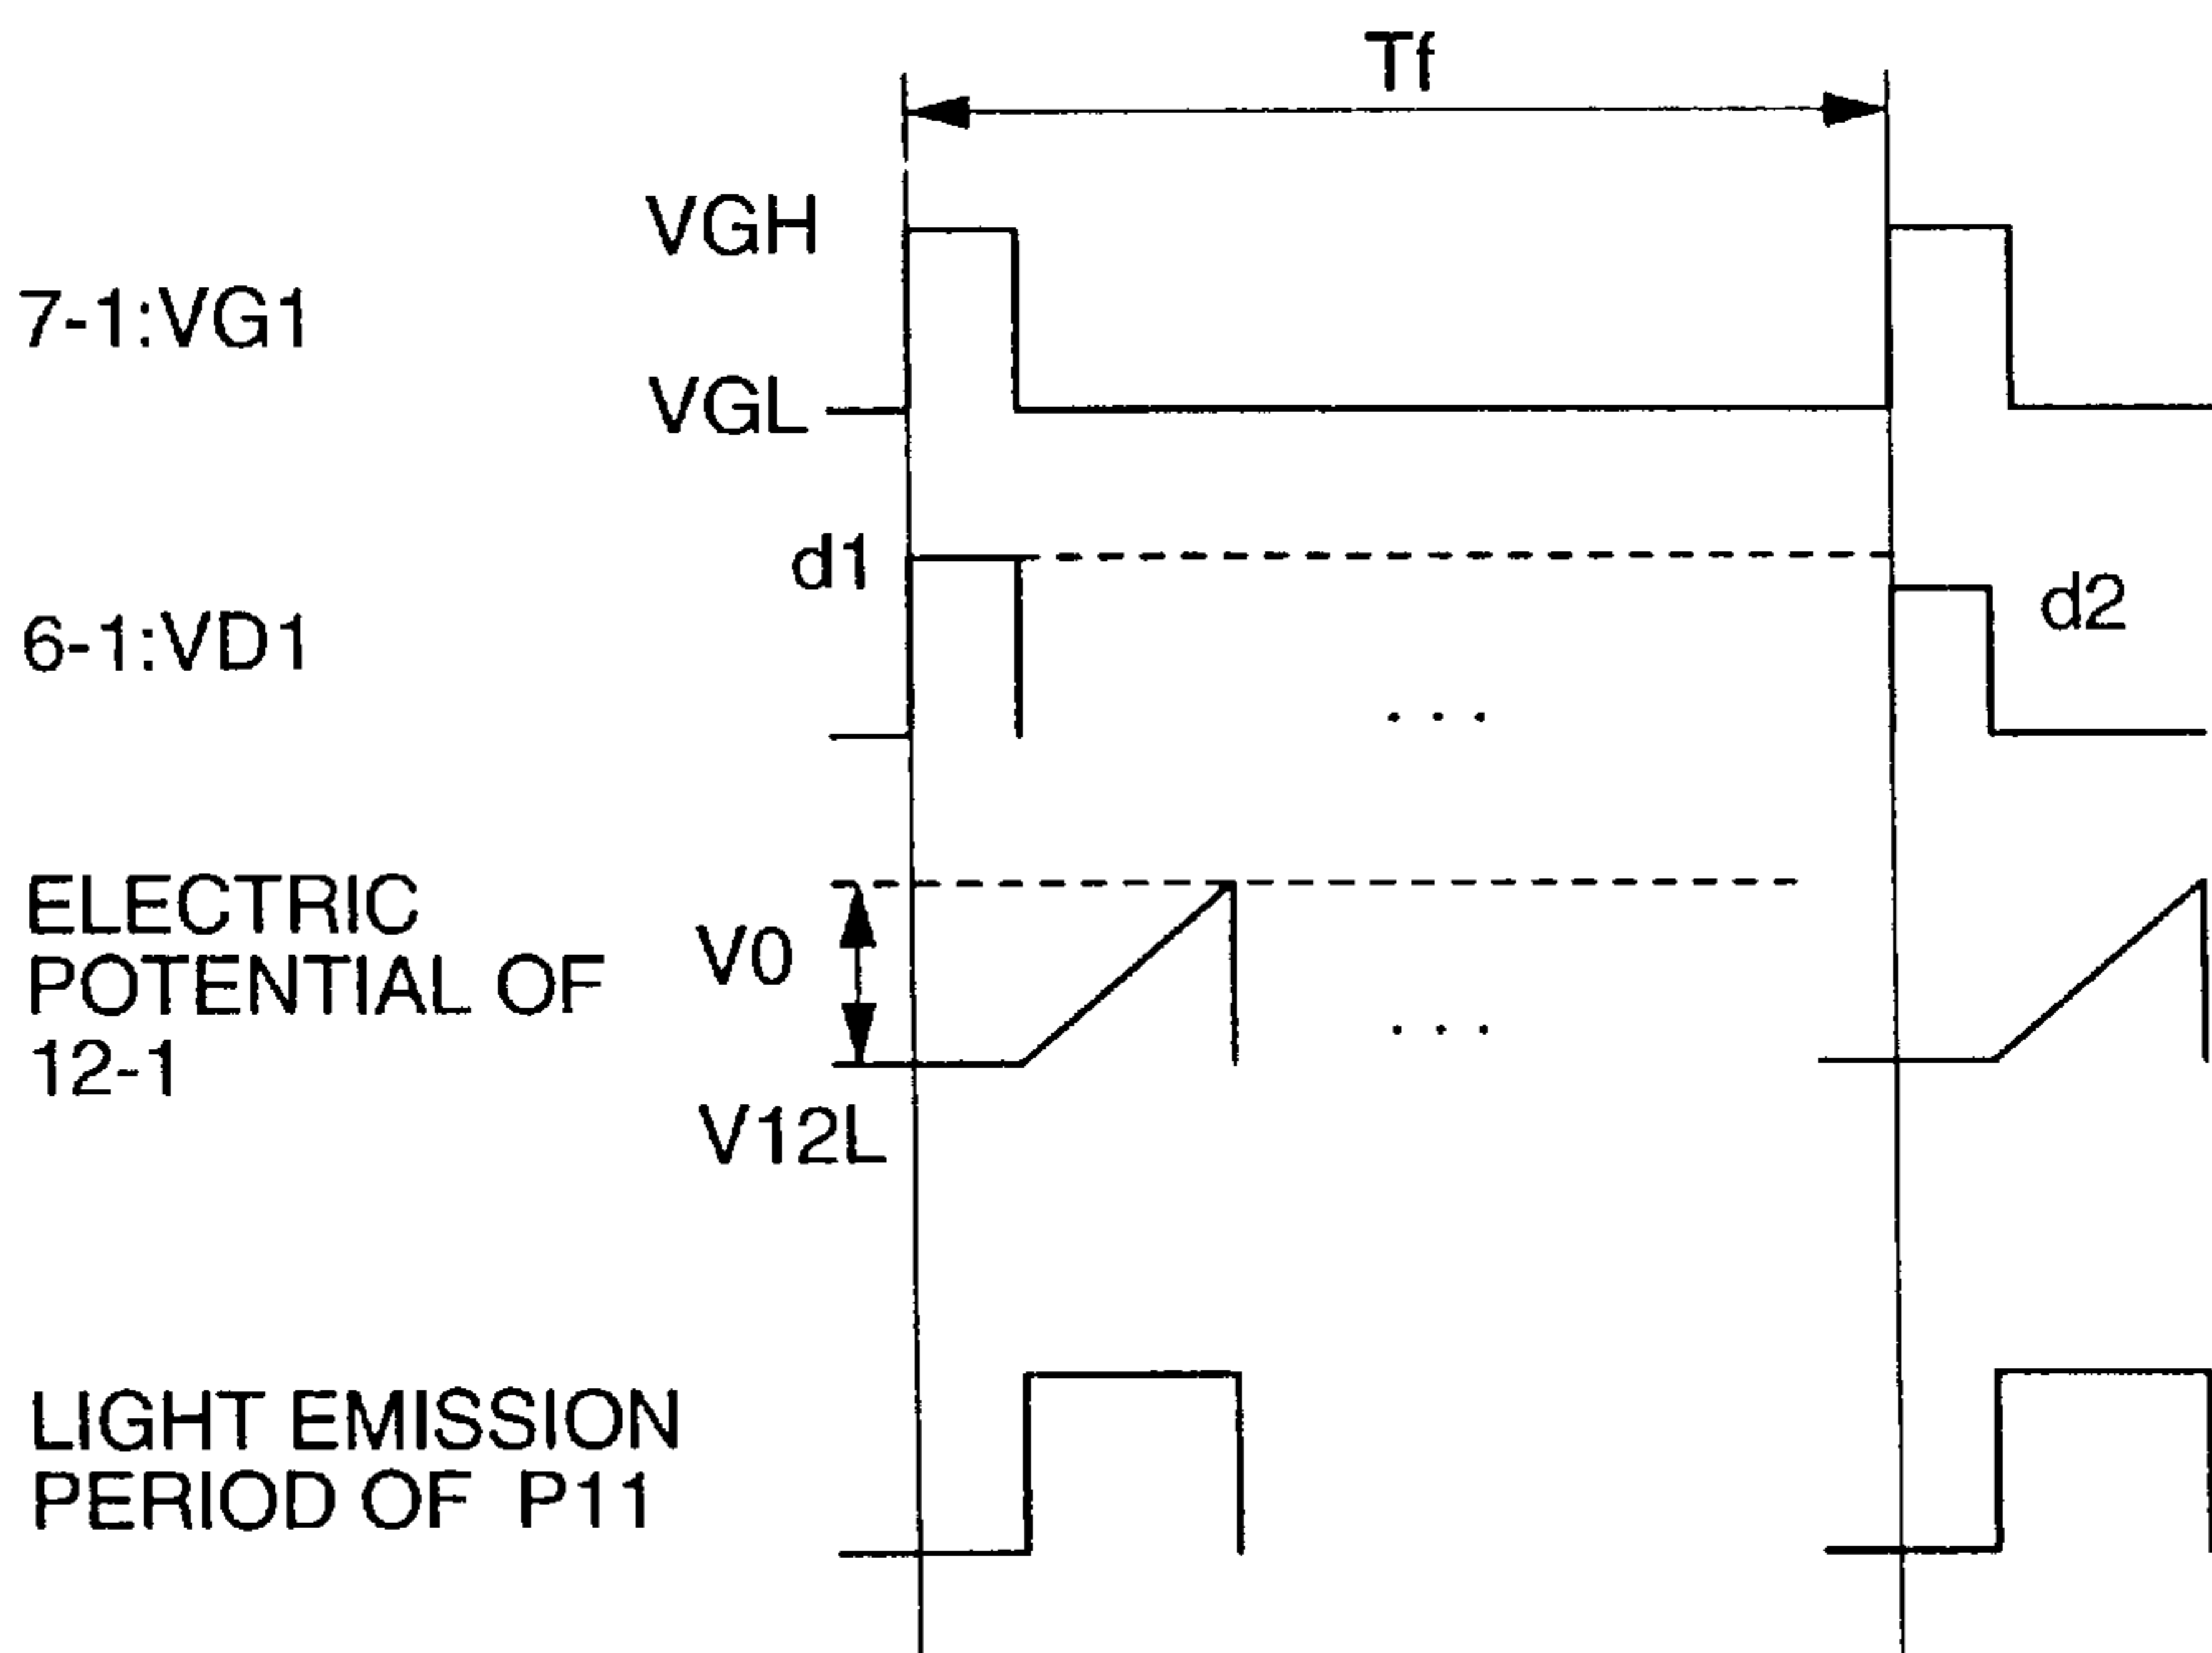 Tf
VGH
7-1:VG1
VGL
d1
d2
6-1:VD1
. . .
ELECTRIC
POTENTIAL OF
12-1
V0
. . .
V12L
LIGHT EMISSION
PERIOD OF P11